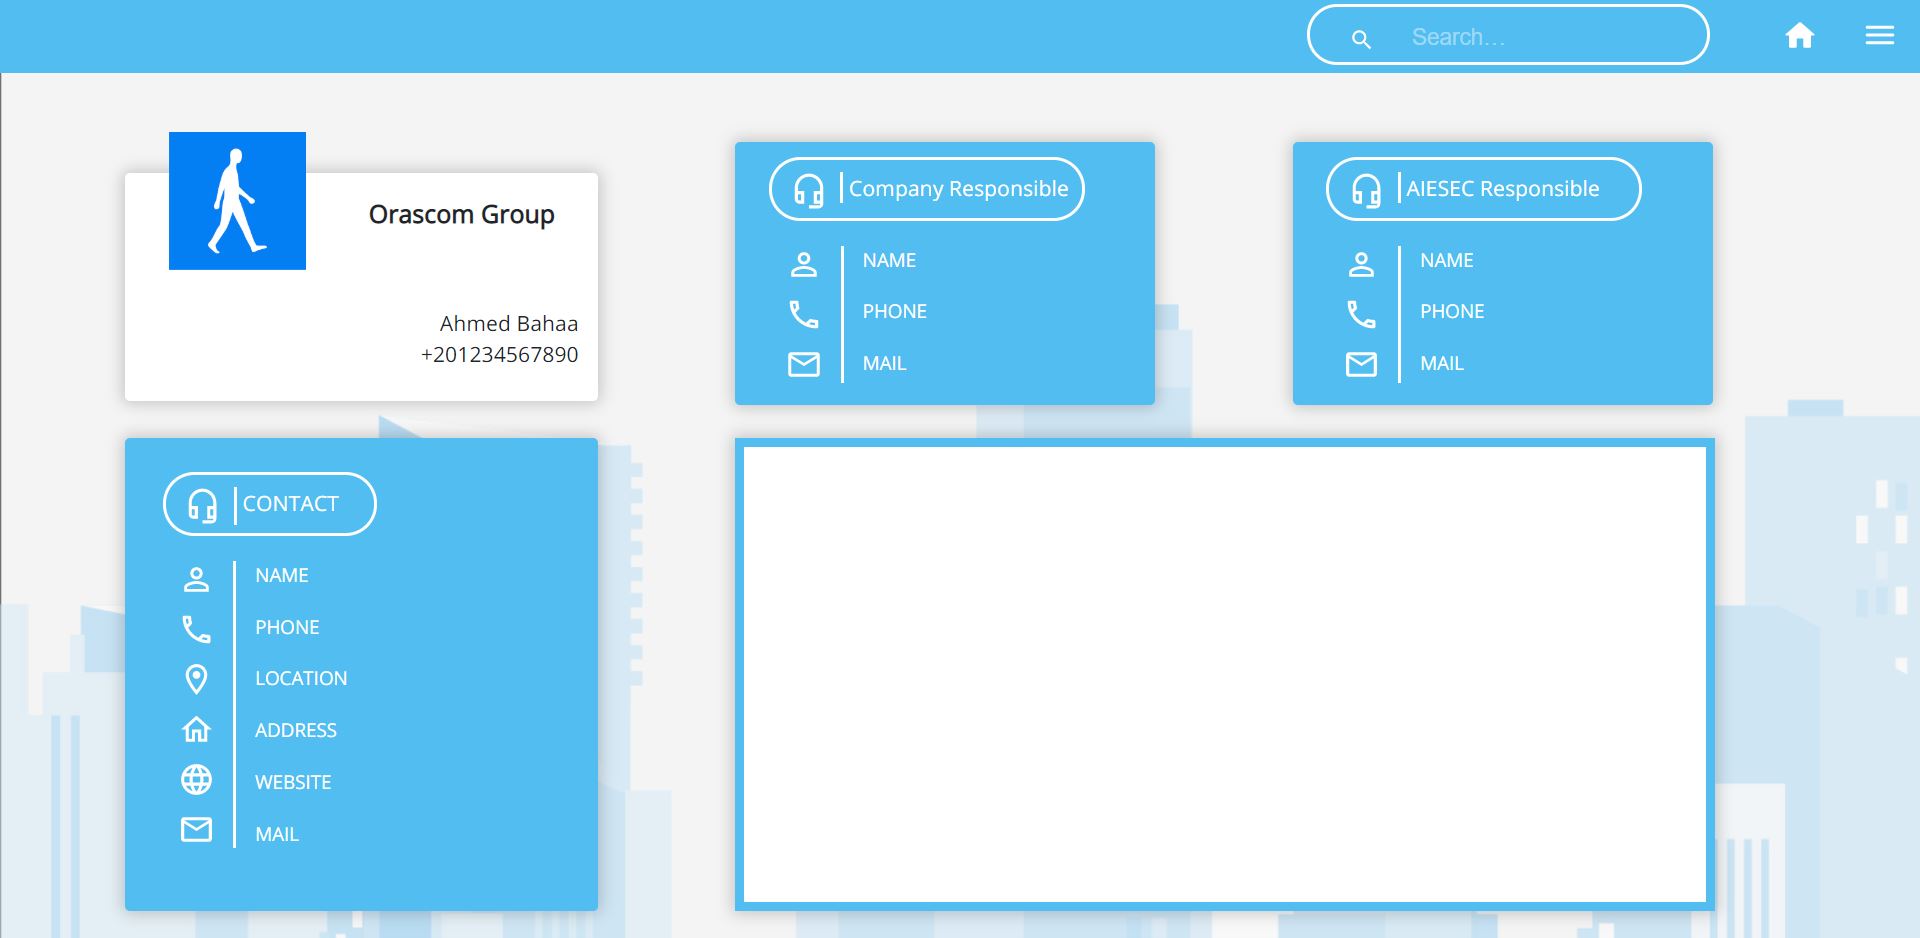 Search...
Orascom Group
Ahmed Bahaa
+201234567890
Company Responsible
NAME
PHONE
MAIL
AIESEC Responsible
NAME
PHONE
MAIL
CONTACT
NAME
PHONE
LOCATION
ADDRESS
WEBSITE
MAIL